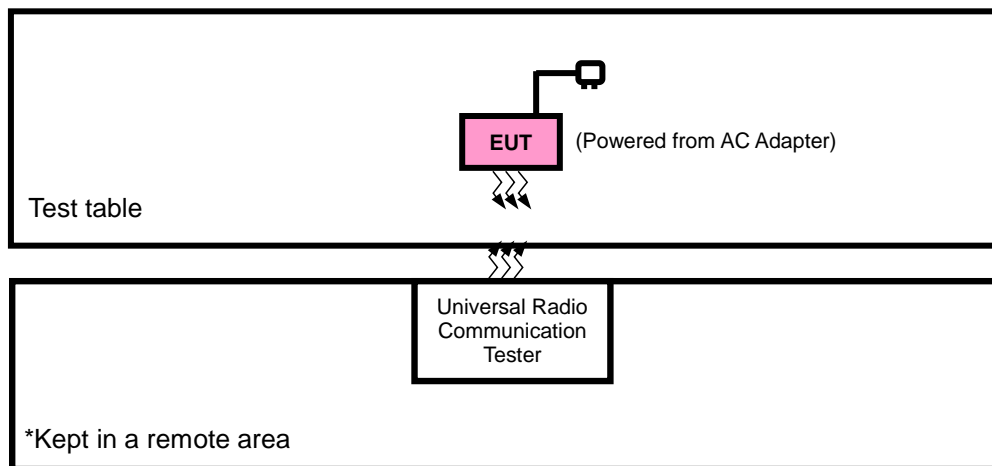 EUT
(Powered from AC Adapter)
Test table
Universal Radio
Communication
Tester
*Kept in a remote area